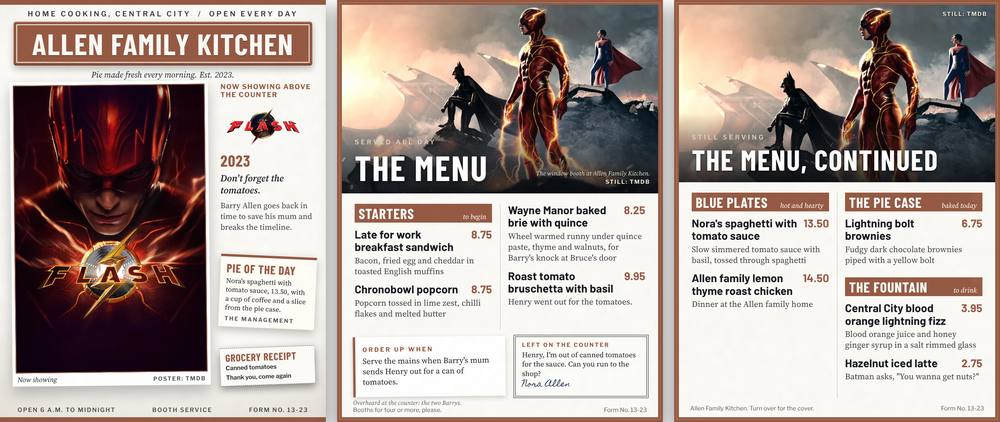 HOME COOKING, CENTRAL CITY / OPEN EVERY DAY
ALLEN FAMILY KITCHEN
Pie made fresh every morning. Est. 2023.
NOW SHOWING ABOVE
THE COUNTER
FLASH
2023
Don't forget the
tomatoes.
Barry Allen goes back in
time to save his mum and
breaks the timeline.
FLASH
PIE OF THE DAY
Nora's spaghetti with
tomato sauce, 13.50, with
a cup of coffee and a slice
from the pie case.
THE MANAGEMENT
GROCERY RECEIPT
Canned tomatoes
Thank you, come again
Now showing
POSTER: TMDB
OPEN 6 A.M. TO MIDNIGHT
BOOTH SERVICE
FORM NO. 13-23
SERVED ALL DAY
THE MENU
The window booth at Allen Family Kitchen.
STILL: TMDB
STARTERS to begin
Late for work 8.75
breakfast sandwich
Bacon, fried egg and cheddar in
toasted English muffins
Chronobowl popcorn 8.75
Popcorn tossed in lime zest, chilli
flakes and melted butter
Wayne Manor baked 8.25
brie with quince
Wheel warmed runny under quince
paste, thyme and walnuts, for
Barry's knock at Bruce's door
Roast tomato 9.95
bruschetta with basil
Henry went out for the tomatoes.
ORDER UP WHEN
Serve the mains when Barry's mum
sends Henry out for a can of
tomatoes.
LEFT ON THE COUNTER
Henry, I'm out of canned tomatoes
for the sauce. Can you run to the
shop?
Nora Allen
Overheard at the counter: the two Barrys.
Booths for four or more, please.
Form No. 13-23
STILL: TMDB
STILL SERVING
THE MENU, CONTINUED
BLUE PLATES hot and hearty
Nora's spaghetti with 13.50
tomato sauce
Slow simmered tomato sauce with
basil, tossed through spaghetti
Allen family lemon 14.50
thyme roast chicken
Dinner at the Allen family home
THE PIE CASE baked today
Lightning bolt 6.75
brownies
Fudgy dark chocolate brownies
piped with a yellow bolt
THE FOUNTAIN to drink
Central City blood 3.95
orange lightning fizz
Blood orange juice and honey
ginger syrup in a salt rimmed glass
Hazelnut iced latte 2.75
Batman asks, "You wanna get nuts?"
Allen Family Kitchen. Turn over for the cover.
Form No. 13-23